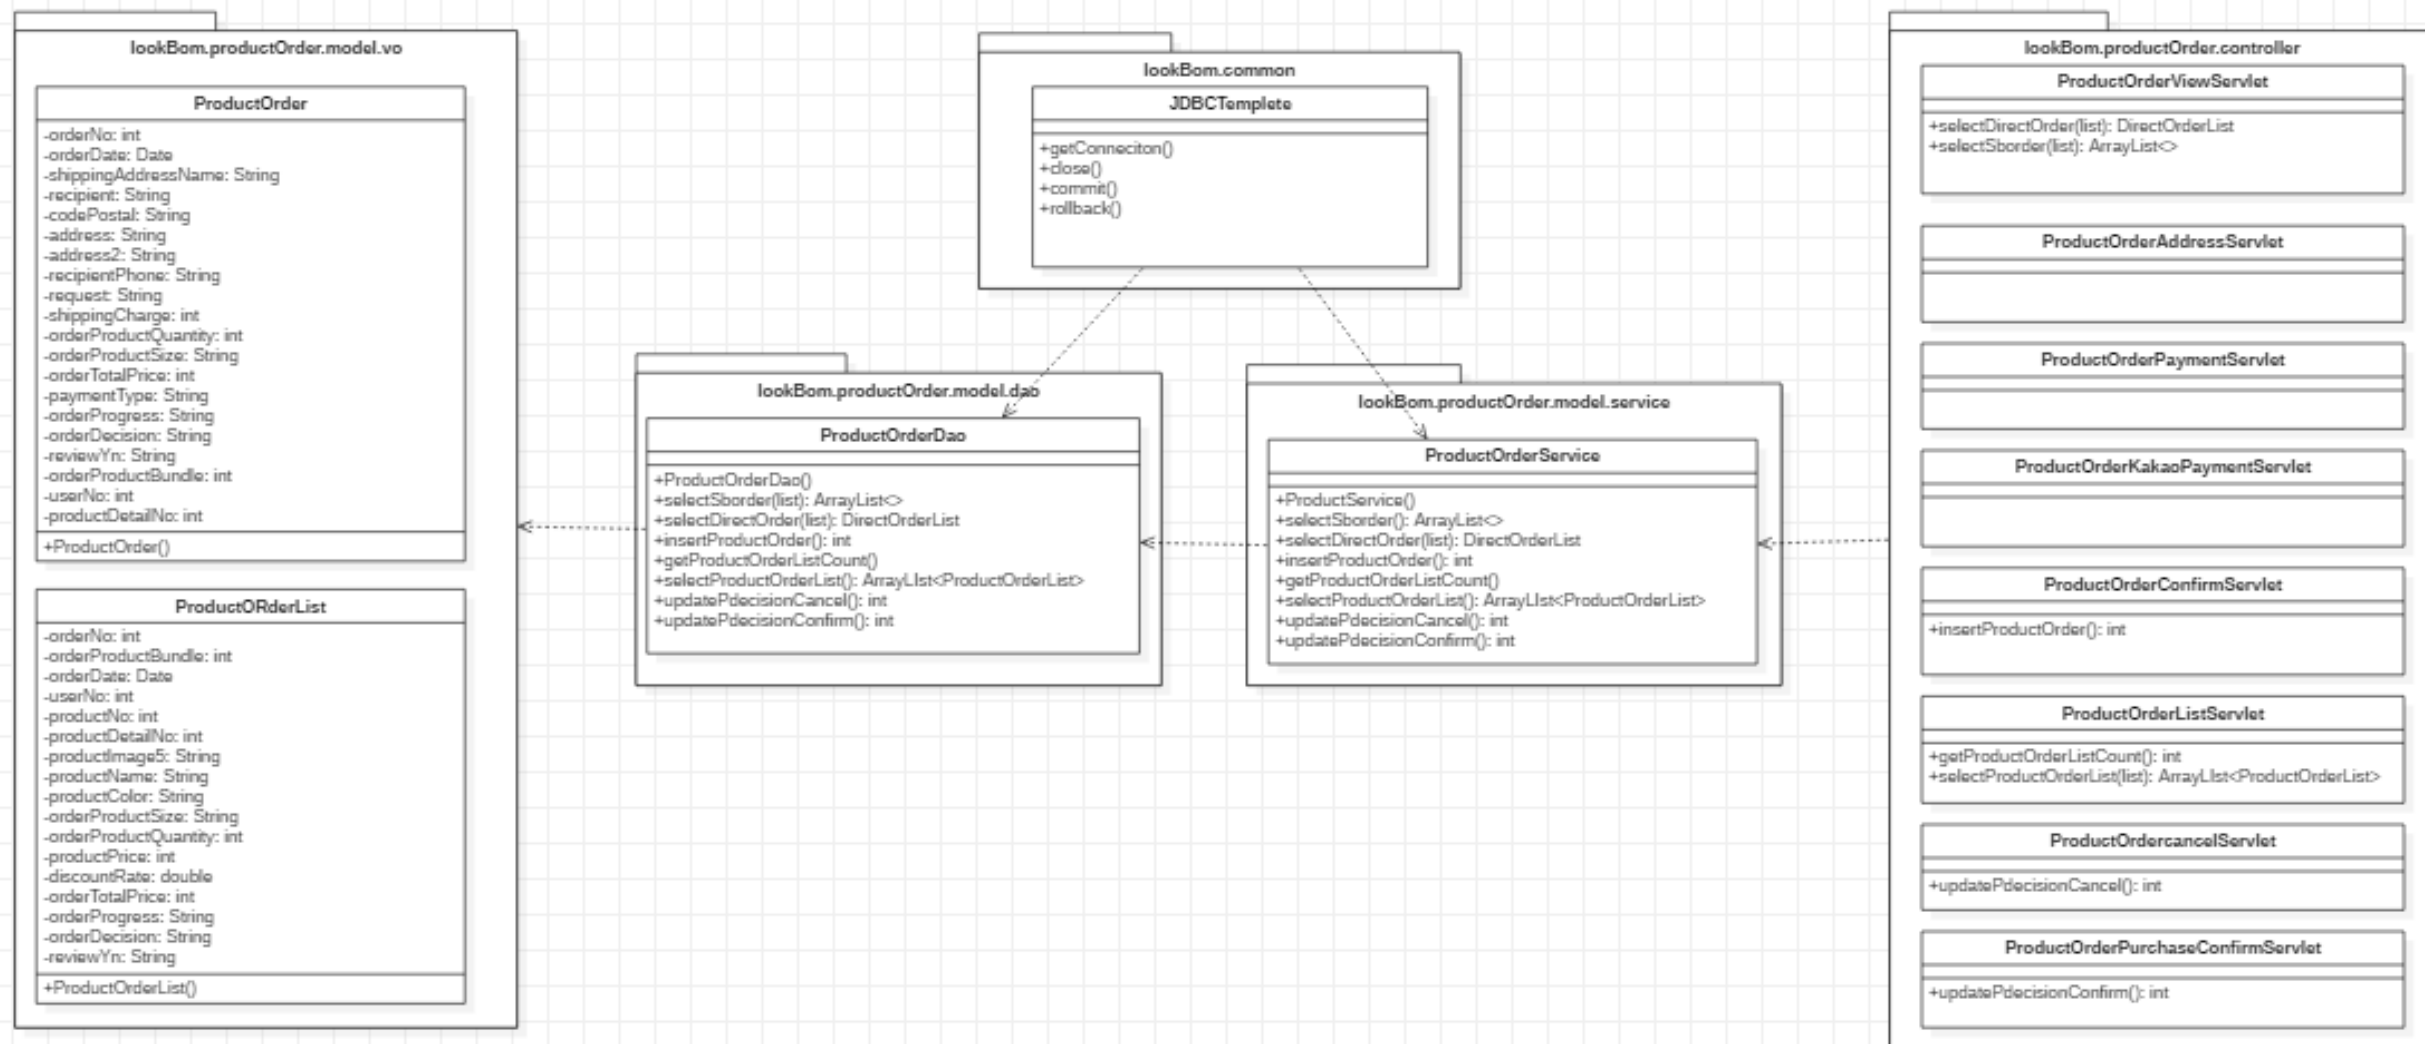 lookBom.productOrder.model.vo
ProductOrder
-orderNo: int
-orderDate: Date
-shippingAddressName: String
-recipient: String
-codePostal: String
-address: String
-address2: String
-recipientPhone: String
-request: String
-shippingCharge: int
-orderProductQuantity: int
-orderProductSize: String
-orderTotalPrice: int
-paymentType: String
-orderProgress: String
-orderDecision: String
-reviewYn: String
-orderProductBundle: int
-userNo: int
-productDetailNo: int
+ProductOrder()
ProductORderList
-orderNo: int
-orderProductBundle: int
-orderDate: Date
-userNo: int
-productNo: int
-productDetailNo: int
-productImage5: String
-productName: String
-productColor: String
-orderProductSize: String
-orderProductQuantity: int
-productPrice: int
-discountRate: double
-orderTotalPrice: int
-orderProgress: String
-orderDecision: String
-reviewYn: String
+ProductOrderList()
lookBom.common
JDBCTemplete
+getConneciton()
+close()
+commit()
+rollback()
lookBom.productOrder.model.dao
ProductOrderDao
+ProductOrderDao()
+selectSborder(list): ArrayList<>
+selectDirectOrder(list): DirectOrderList
+insertProductOrder(): int
+getProductOrderListCount()
+selectProductOrderList(): ArrayLIst<ProductOrderList>
+updatePdecisionCancel(): int
+updatePdecisionConfirm(): int
lookBom.productOrder.model.service
ProductOrderService
+ProductService()
+selectSborder(): ArrayList<>
+selectDirectOrder(list): DirectOrderList
+insertProductOrder(): int
+getProductOrderListCount()
+selectProductOrderList(): ArrayLIst<ProductOrderList>
+updatePdecisionCancel(): int
+updatePdecisionConfirm(): int
lookBom.productOrder.controller
ProductOrderViewServlet
+selectDirectOrder(list): DirectOrderList
+selectSborder(list): ArrayList<>
ProductOrderAddressServlet
ProductOrderPaymentServlet
ProductOrderKakaoPaymentServlet
ProductOrderConfirmServlet
+insertProductOrder(): int
ProductOrderListServlet
+getProductOrderListCount(): int
+selectProductOrderList(list): ArrayLIst<ProductOrderList>
ProductOrdercancelServlet
+updatePdecisionCancel(): int
ProductOrderPurchaseConfirmServlet
+updatePdecisionConfirm(): int